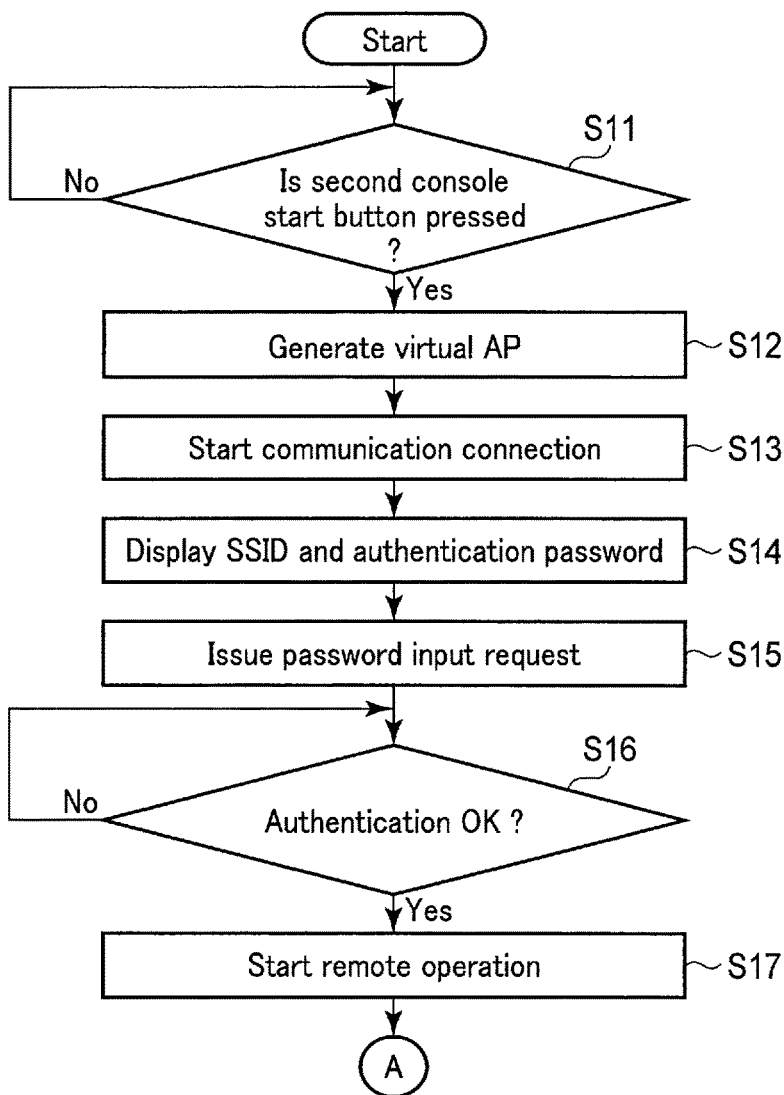 Start
S11
No
Is second console
start button pressed
?
Yes
Generate virtual AP
S12
Start communication connection
S13
Display SSID and authentication password
S14
Issue password input request
S15
S16
No
Authentication OK ?
Yes
Start remote operation
S17
A